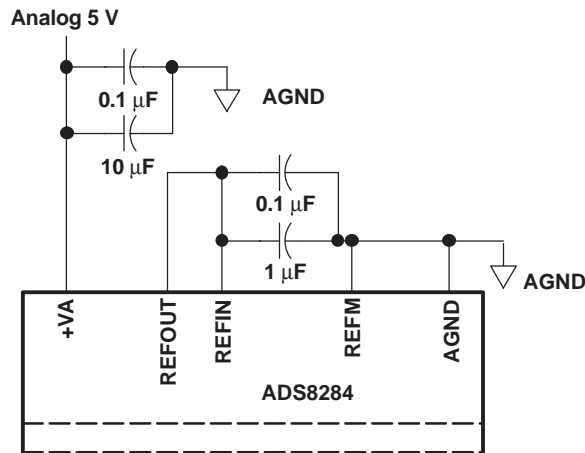 Analog 5 V
0.1 μF
AGND
10 μF
0.1 μF
1 μF
AGND
+VA
REFOUT
REFIN
REFM
AGND
ADS8284